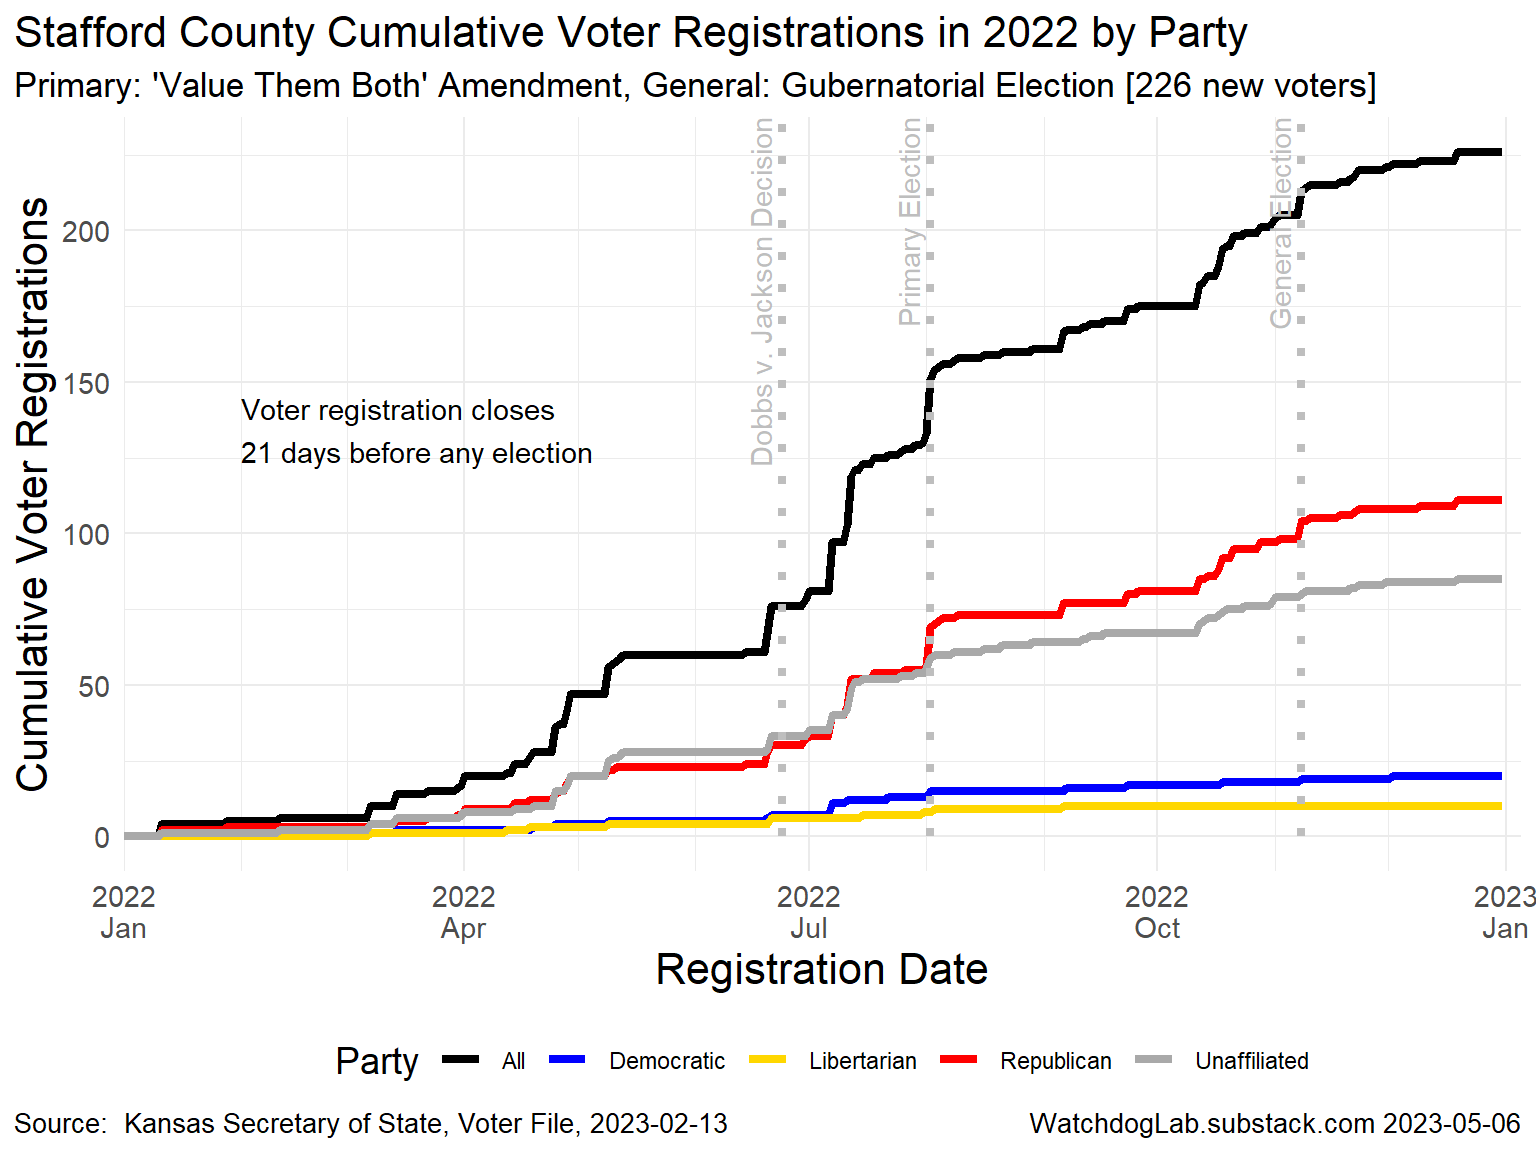 Stafford County Cumulative Voter Registrations in 2022 by Party
Primary: 'Value Them Both' Amendment, General: Gubernatorial Election [226 new voters]
Cumulative Voter Registrations
200
150
100
50
0
Dobbs v. Jackson Decision
Primary Election
General Election
Voter registration closes
21 days before any election
2022
Jan
2022
Apr
2022
Jul
2022
Oct
2023
Jan
Registration Date
Party All Democratic Libertarian Republican Unaffiliated
Source:  Kansas Secretary of State, Voter File, 2023-02-13
WatchdogLab.substack.com 2023-05-06